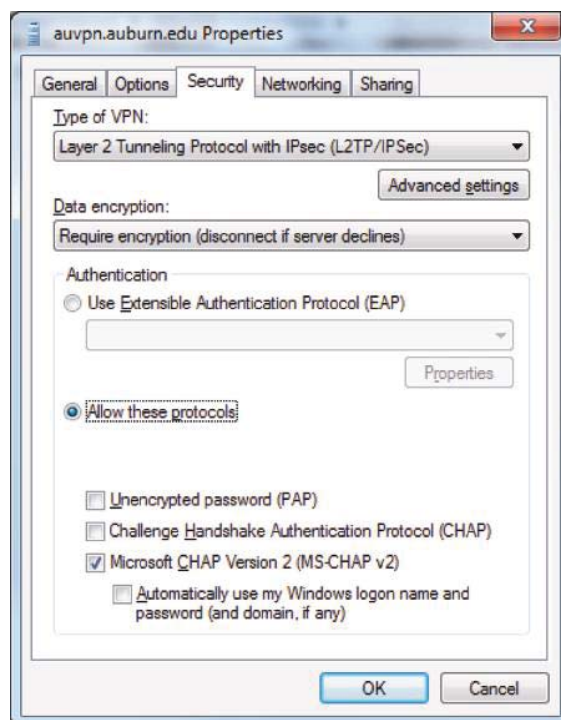 auvpn.auburn.edu Properties
General Options Security Networking Sharing
Type of VPN:
Layer 2 Tunneling Protocol with IPsec (L2TP/IPSec)
Advanced settings
Data encryption:
Require encryption (disconnect if server declines)
Authentication
Use Extensible Authentication Protocol (EAP)
Properties
Allow these protocols
Unencrypted password (PAP)
Challenge Handshake Authentication Protocol (CHAP)
Microsoft CHAP Version 2 (MS-CHAP v2)
Automatically use my Windows logon name and
password (and domain, if any)
OK Cancel